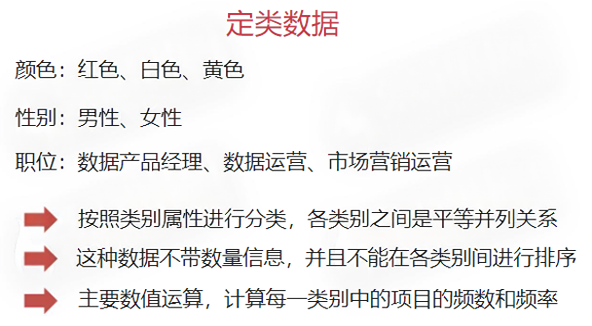 定类数据
颜色：红色、白色、黄色
性别：男性、女性
职位：数据产品经理、数据运营、市场营销运营
按照类别属性进行分类，各类别之间是平等并列关系
这种数据不带数量信息，并且不能在各类别间进行排序
主要数值运算，计算每一类别中的项目的频数和频率